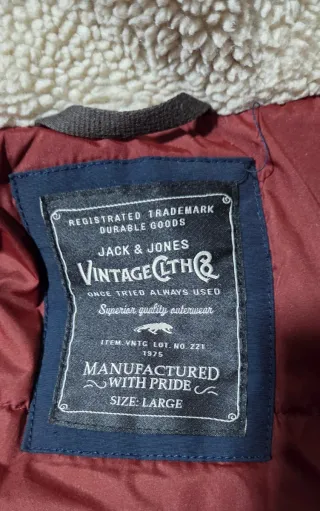 REGISTRATED TRADEMARK
DURABLE GOODS
JACK & JONES
VINTAGE CLTH Co
ONCE TRIED ALWAYS USED
Superior quality outerwear
ITEM. VNTG LOT. NO. 221
1975
MANUFACTURED
WITH PRIDE
SIZE: LARGE